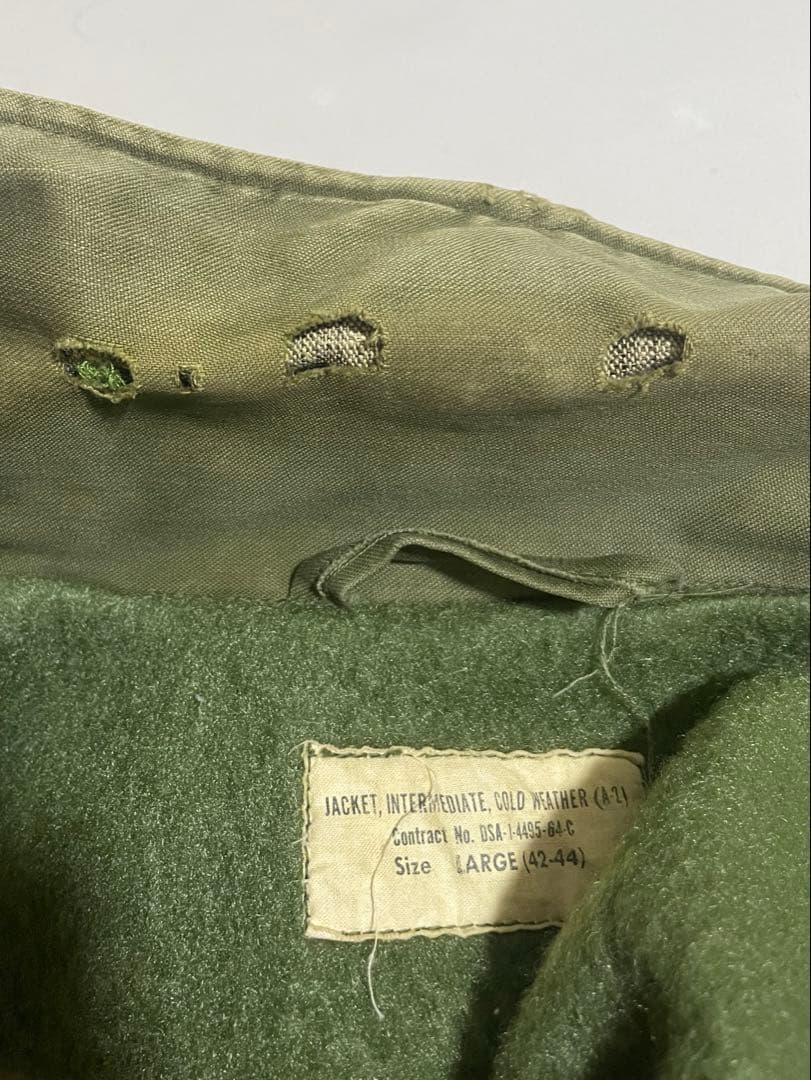 JACKET, INTERMEDIATE, COLD WEATHER (A-2)
Contract No. DSA-1-4495-64-C
Size LARGE (42-44)